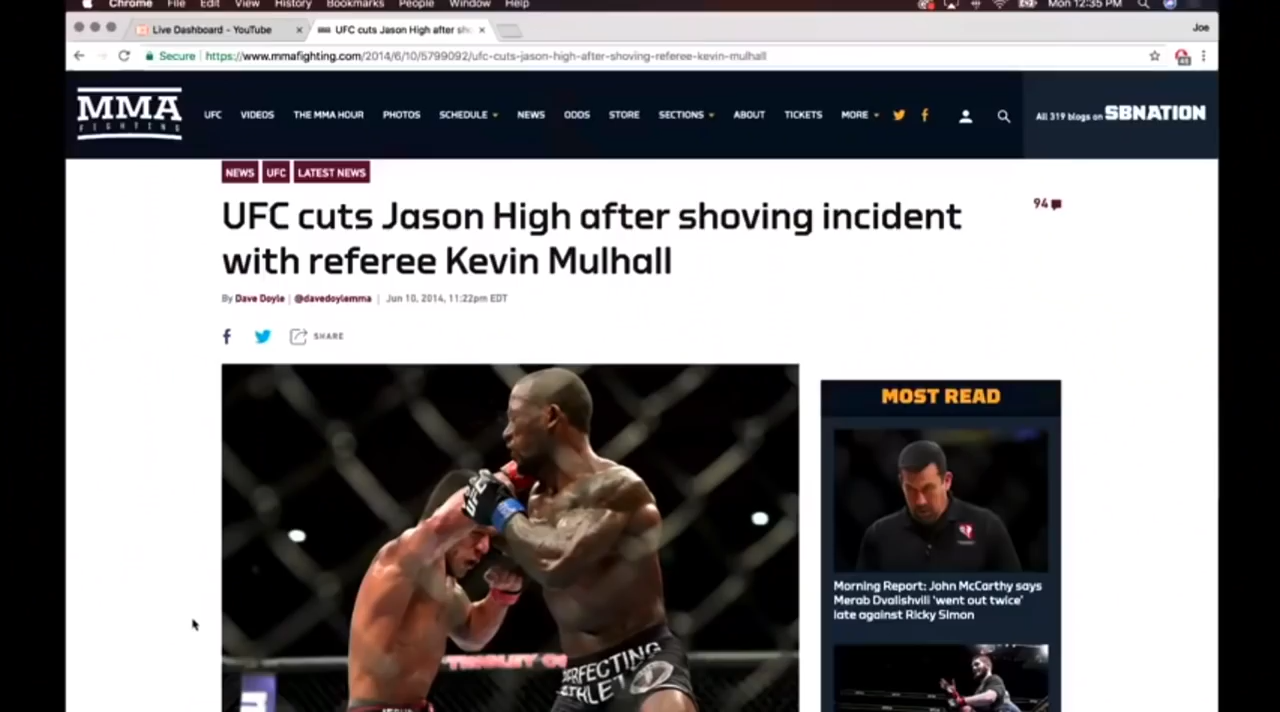 Chrome File Edit View History Bookmarks People Window Help Mon 12:35 PM
Live Dashboard - YouTube UFC cuts Jason High after sho Joe
Secure https://www.mmafighting.com/2014/6/10/5799092/ufc-cuts-jason-high-after-shoving-referee-kevin-mulhall
MMA
FIGHTING
UFC VIDEOS THE MMA HOUR PHOTOS SCHEDULE NEWS ODDS STORE SECTIONS ABOUT TICKETS MORE All 319 blogs on SBNATION
NEWS UFC LATEST NEWS
UFC cuts Jason High after shoving incident
with referee Kevin Mulhall
94
By Dave Doyle | @davedoylemma | Jun 10, 2014, 11:22pm EDT
SHARE
MOST READ
UFC
Morning Report: John McCarthy says
Merab Dvalishvili 'went out twice'
late against Ricky Simon
PERFECTING
ATHLETE